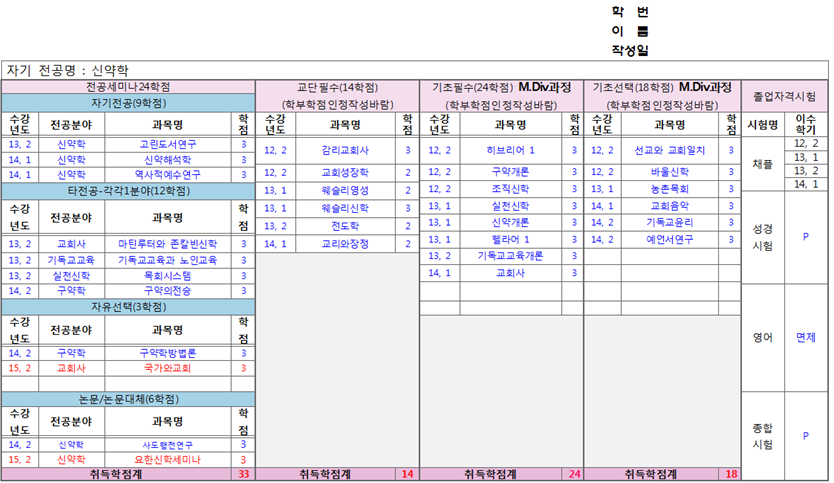 학 번
이 름
작성일
자기 전공명 : 신약학
전공세미나24학점
자기전공(9학점)
수강년도 전공분야 과목명 학점
13, 2 신약학 고린도서연구 3
14, 1 신약학 신약해석학 3
14, 1 신약학 역사적예수연구 3
타전공-각각1분야(12학점)
수강년도 전공분야 과목명 학점
13, 2 교회사 마틴루터와 존칼빈신학 3
13, 2 기독교교육 기독교교육과 노인교육 3
13, 2 실천신학 목회시스템 3
14, 2 구약학 구약의전승 3
자유선택(3학점)
수강년도 전공분야 과목명 학점
14, 2 구약학 구약학방법론 3
15, 2 교회사 국가와교회 3
논문/논문대체(6학점)
수강년도 전공분야 과목명 학점
14, 2 신약학 사도행전연구 3
15, 2 신약학 요한신학세미나 3
취득학점계 33
교단필수(14학점)
(학부학점인정작성바람)
수강년도 과목명 학점
12, 2 감리교회사 3
12, 2 교회성장학 2
13, 1 웨슬리영성 2
13, 1 웨슬리신학 3
13, 2 전도학 2
14, 1 교리와장정 2
취득학점계 14
기초필수(24학점) M.Div과정
(학부학점인정작성바람)
수강년도 과목명 학점
12, 2 히브리어 1 3
12, 2 구약개론 3
12, 2 조직신학 3
13, 1 실천신학 3
13, 1 신약개론 3
13, 1 헬라어 1 3
13, 2 기독교교육개론 3
14, 1 교회사 3
취득학점계 24
기초선택(18학점) M.Div과정
(학부학점인정작성바람)
수강년도 과목명 학점
12, 2 선교와 교회일치 3
12, 2 바울신학 3
13, 1 농촌목회 3
14, 1 교회음악 3
14, 2 기독교윤리 3
14, 2 예언서연구 3
취득학점계 18
졸업자격시험
시험명 이수학기
채플 12, 2
13, 1
13, 2
14, 1
성경시험 P
영어 면제
종합시험 P